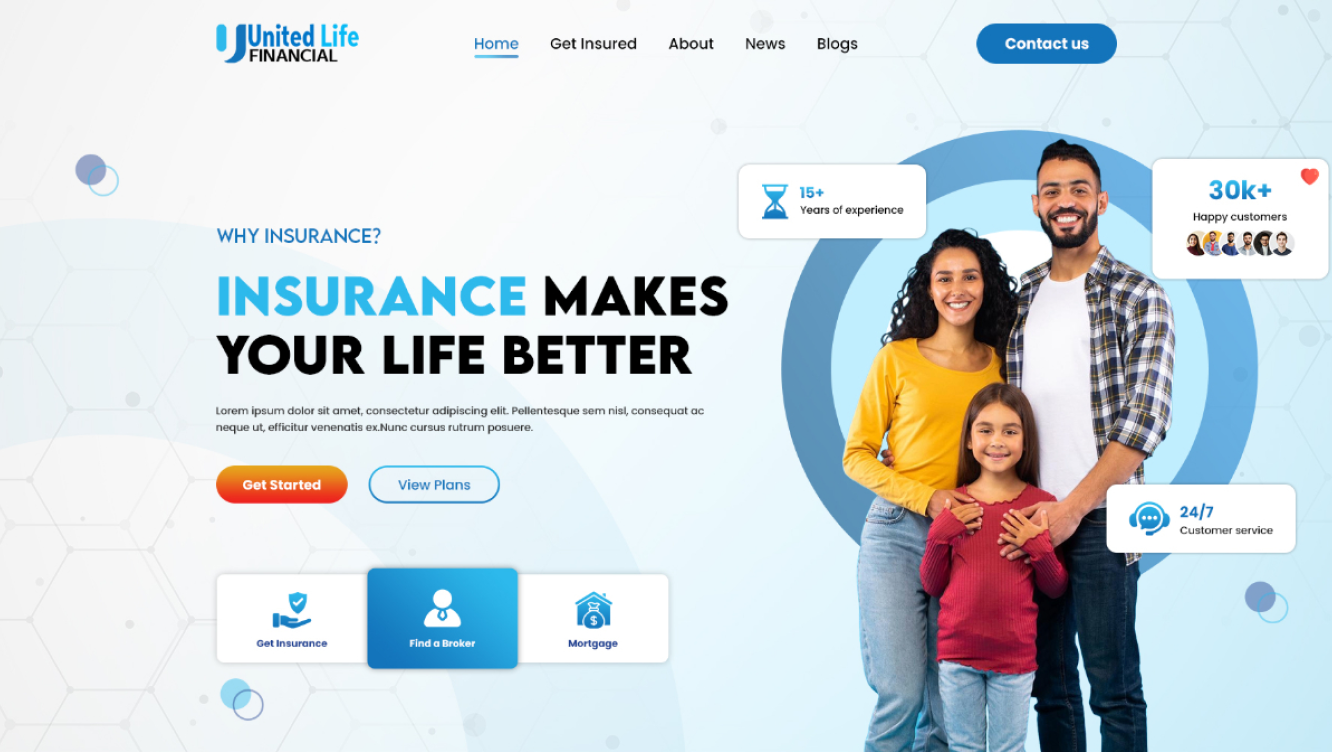 United Life
FINANCIAL
Home
Get Insured
About
News
Blogs
Contact us
15+
Years of experience
30k+
Happy customers
WHY INSURANCE?
INSURANCE MAKES
YOUR LIFE BETTER
Lorem ipsum dolor sit amet, consectetur adipiscing elit. Pellentesque sem nisl, consequat ac
neque ut, efficitur venenatis ex.Nunc cursus rutrum posuere.
Get Started
View Plans
24/7
Customer service
Get Insurance
Find a Broker
Mortgage